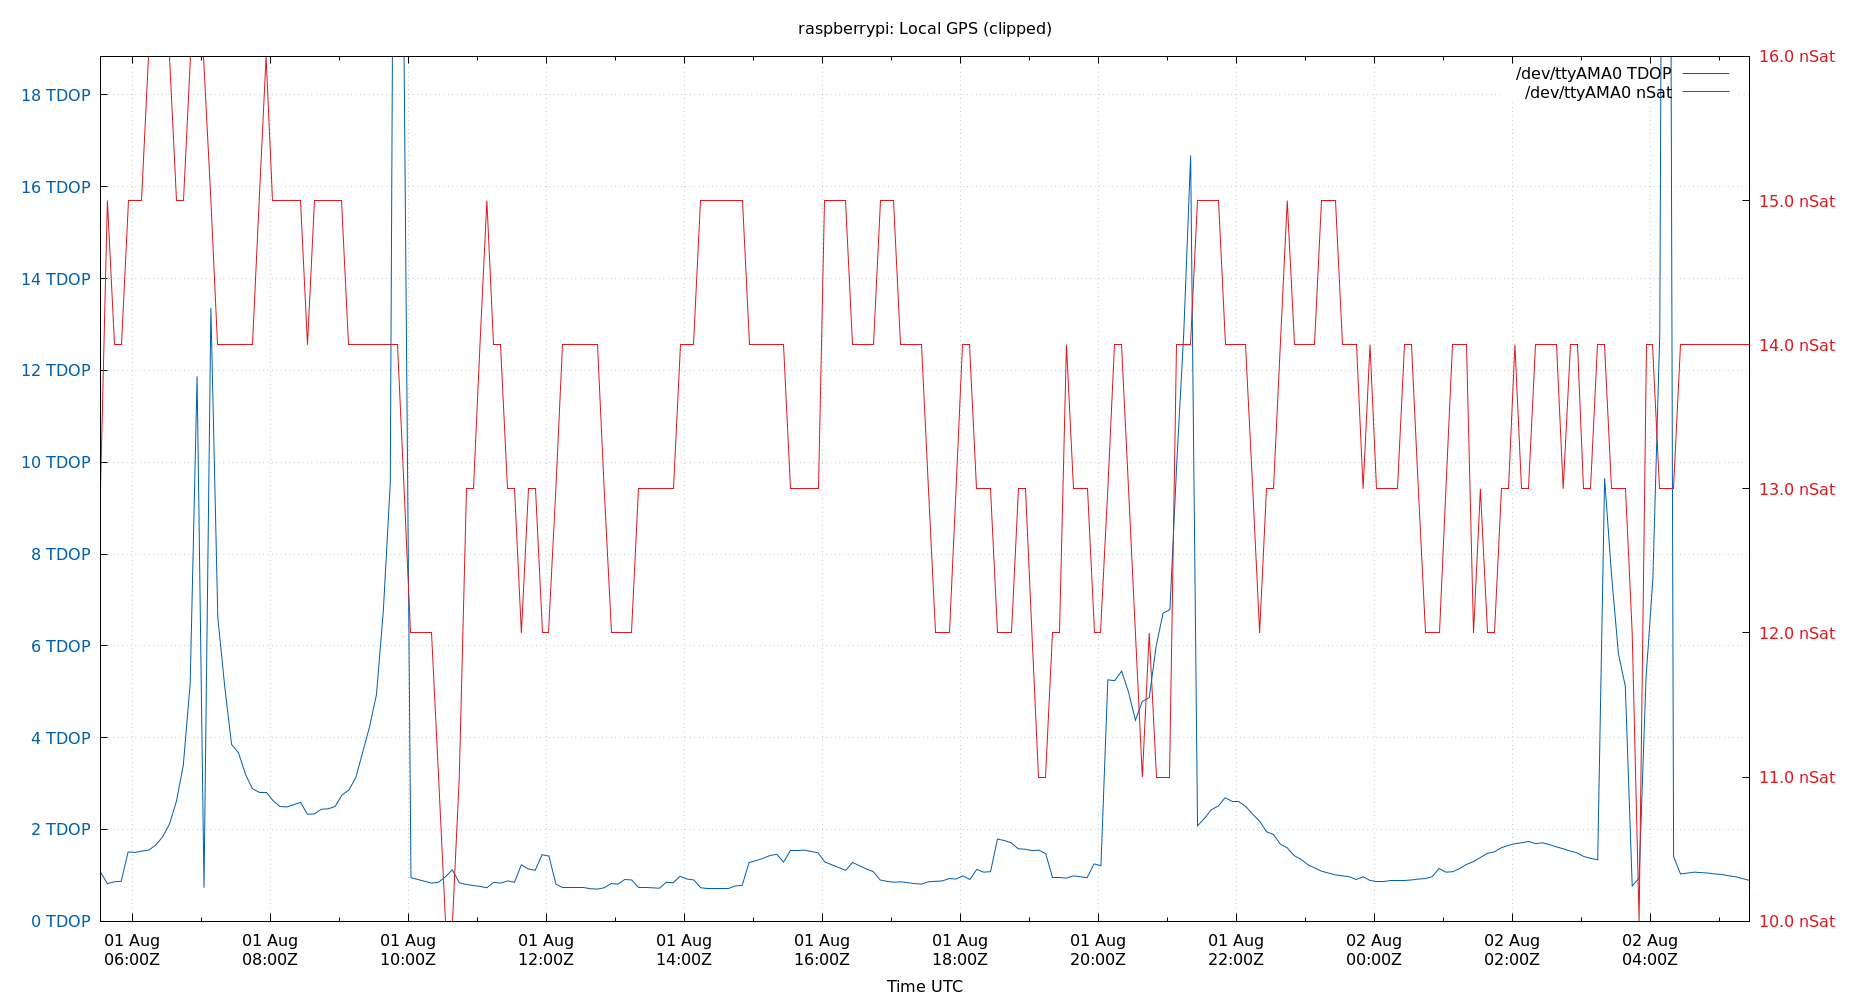 raspberrypi: Local GPS (clipped)
/dev/ttyAMA0 TDOP
/dev/ttyAMA0 nSat
18 TDOP
16 TDOP
14 TDOP
12 TDOP
10 TDOP
8 TDOP
6 TDOP
4 TDOP
2 TDOP
0 TDOP
16.0 nSat
15.0 nSat
14.0 nSat
13.0 nSat
12.0 nSat
11.0 nSat
10.0 nSat
01 Aug
06:00Z
01 Aug
08:00Z
01 Aug
10:00Z
01 Aug
12:00Z
01 Aug
14:00Z
01 Aug
16:00Z
01 Aug
18:00Z
01 Aug
20:00Z
01 Aug
22:00Z
02 Aug
00:00Z
02 Aug
02:00Z
02 Aug
04:00Z
Time UTC